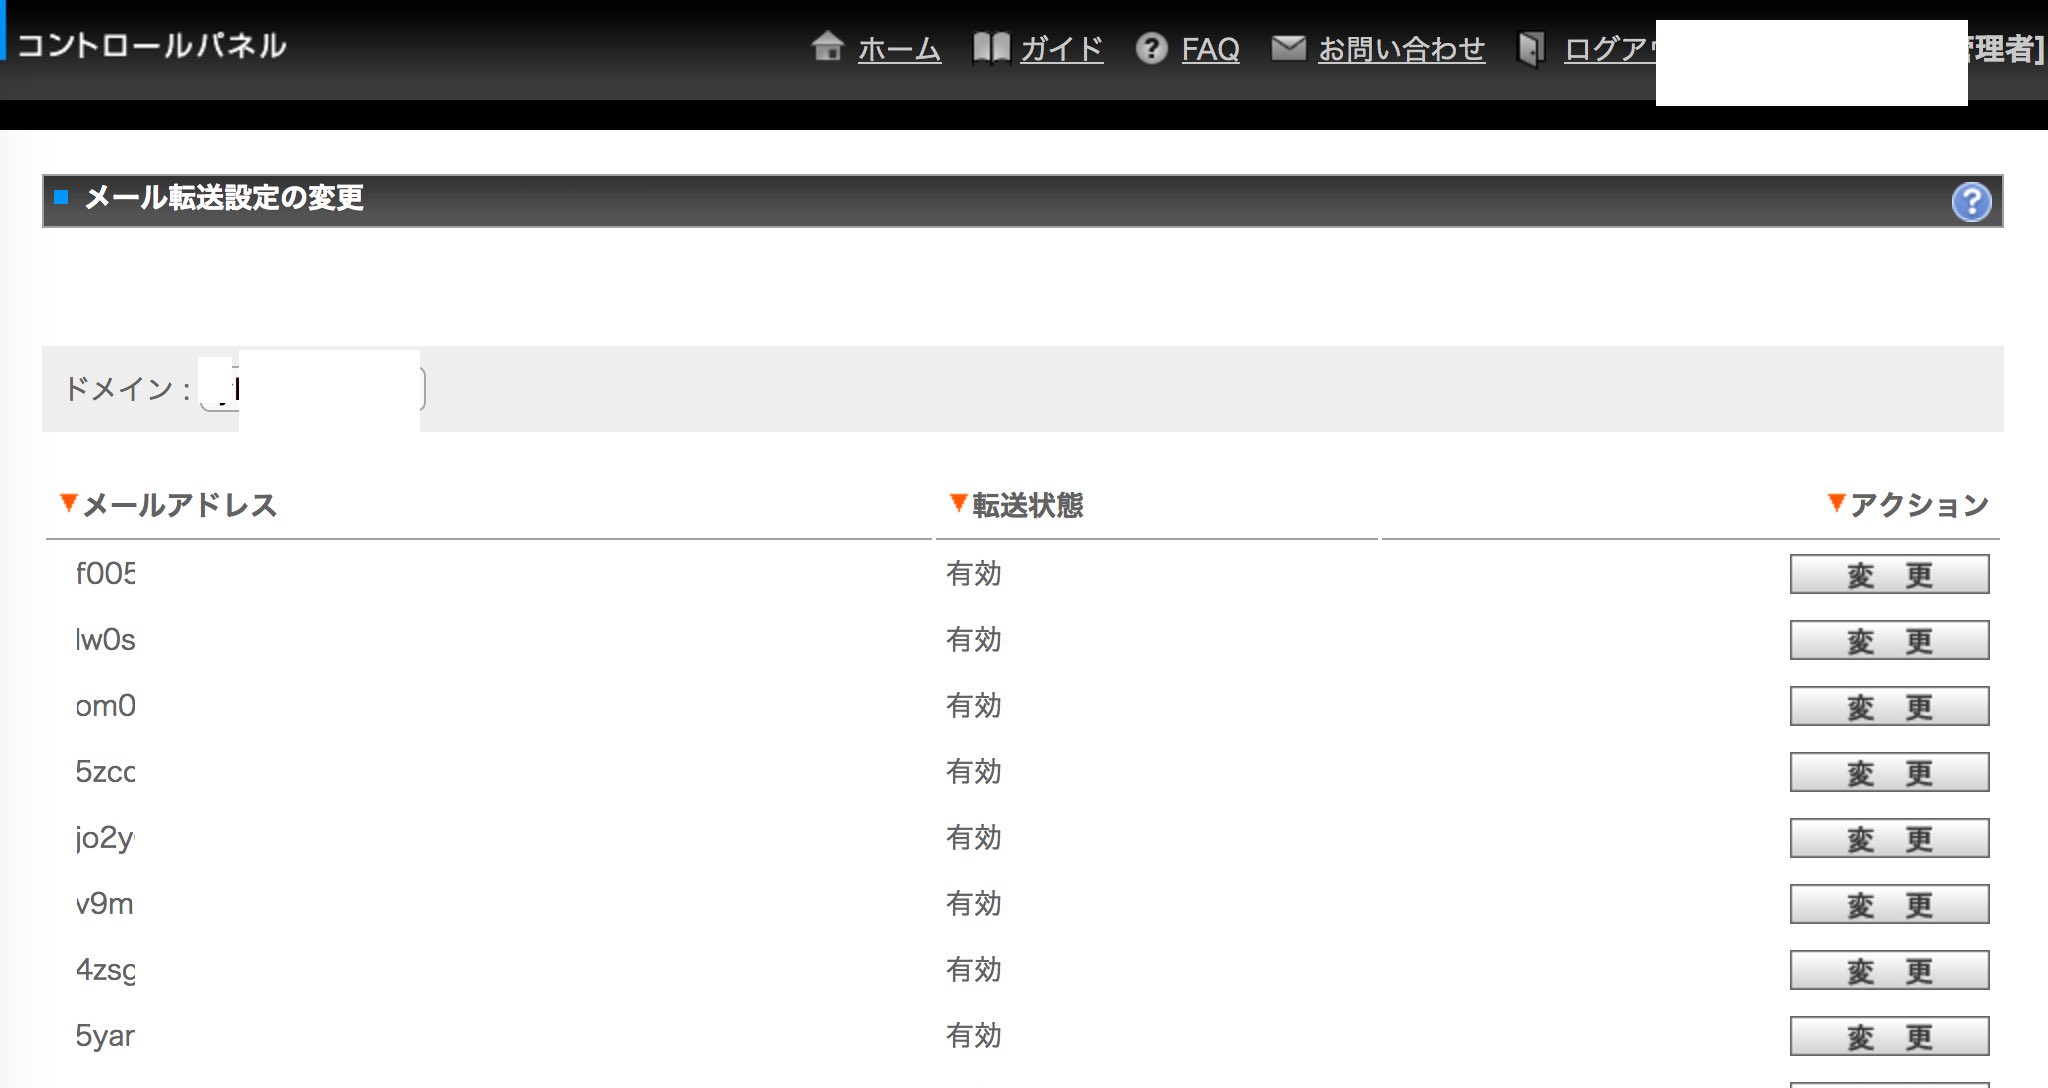 コントロールパネル
ホーム ガイド FAQ お問い合わせ ログア 管理者]
メール転送設定の変更
ドメイン :
メールアドレス 転送状態 アクション
f005 有効 変 更
lw0s 有効 変 更
om0 有効 変 更
5zcc 有効 変 更
jo2y 有効 変 更
v9m 有効 変 更
4zsg 有効 変 更
5yar 有効 変 更